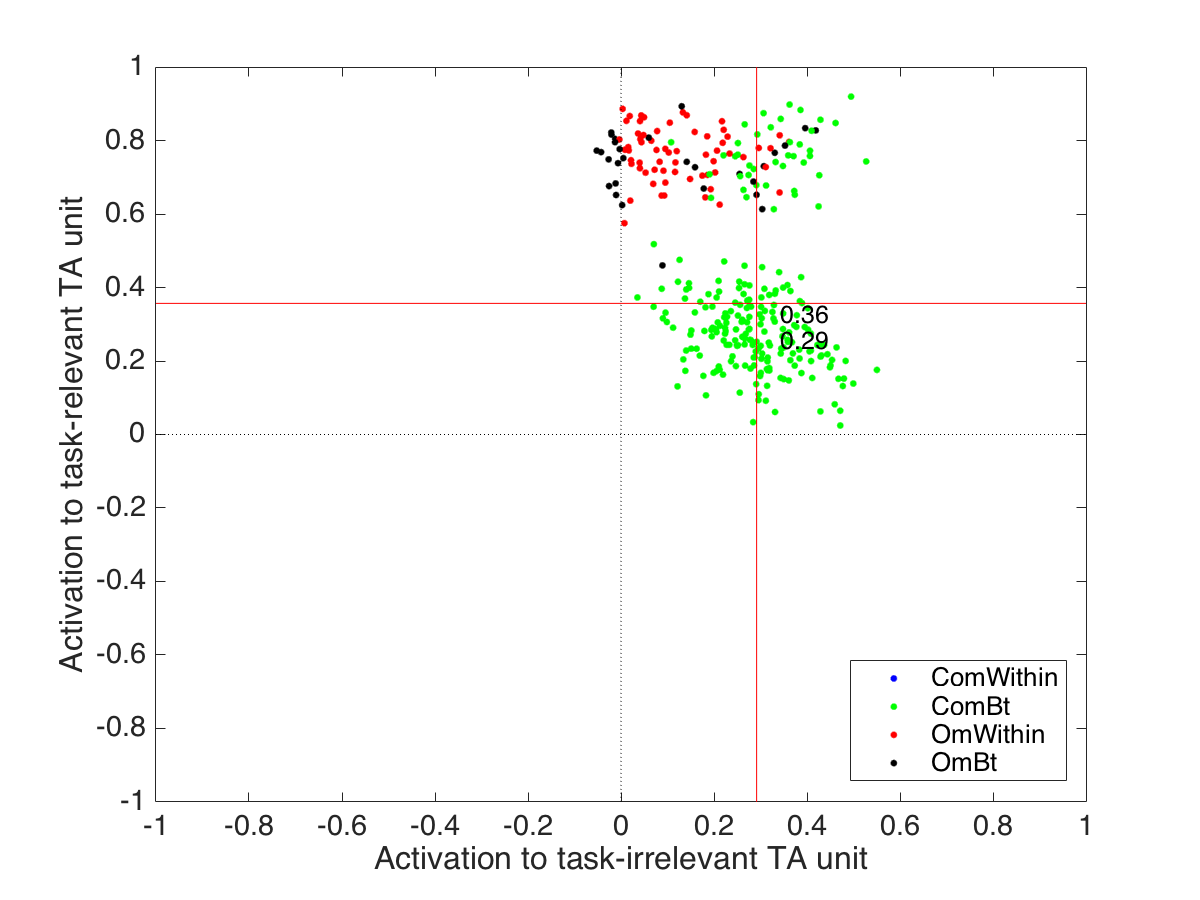 1
0.8
0.6
0.4
0.2
0
-0.2
-0.4
-0.6
-0.8
-1
Activation to task-relevant TA unit
0.36
0.29
ComWithin
ComBt
OmWithin
OmBt
-1 -0.8 -0.6 -0.4 -0.2 0 0.2 0.4 0.6 0.8 1
Activation to task-irrelevant TA unit